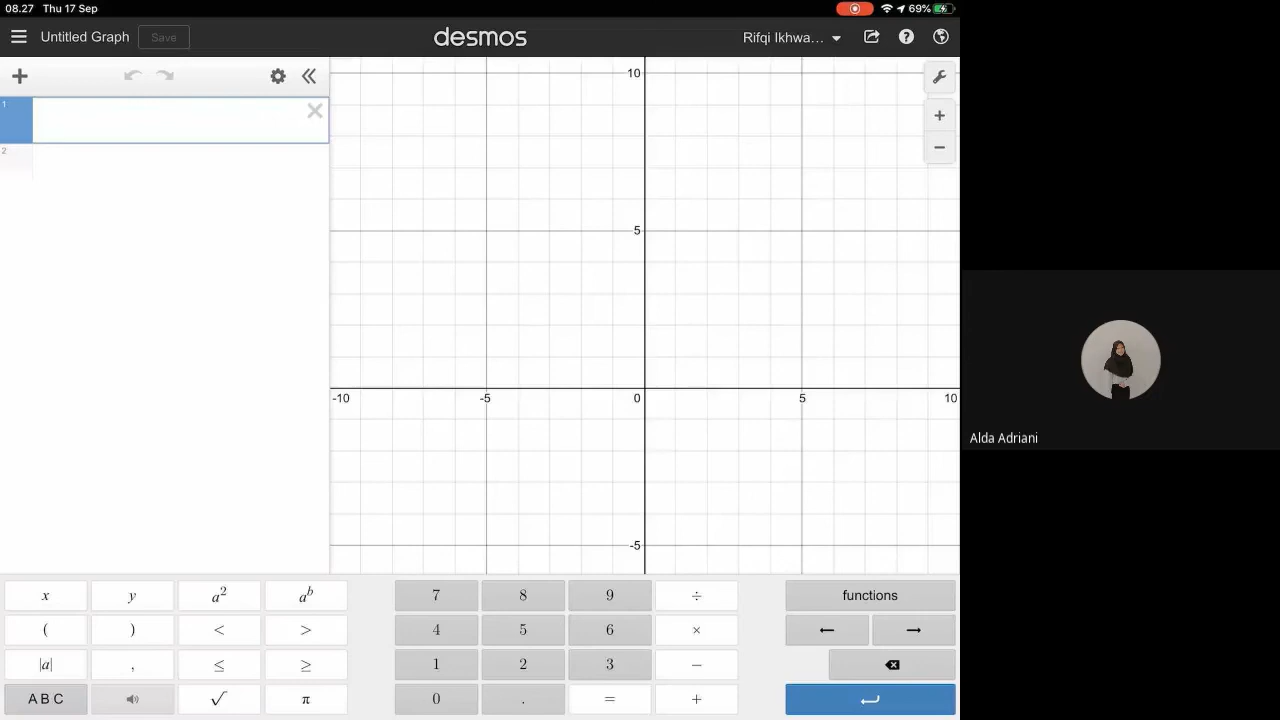 08.27 Thu 17 Sep 69%
Untitled Graph Save desmos Rifqi Ikhwa...
1
2
10
5
-10 -5 0 5 10
-5
Alda Adriani
x y a² aᵇ 7 8 9 ÷ functions
( ) < > 4 5 6 × ← →
|a| , ≤ ≥ 1 2 3 −
A B C √ π 0 . = +